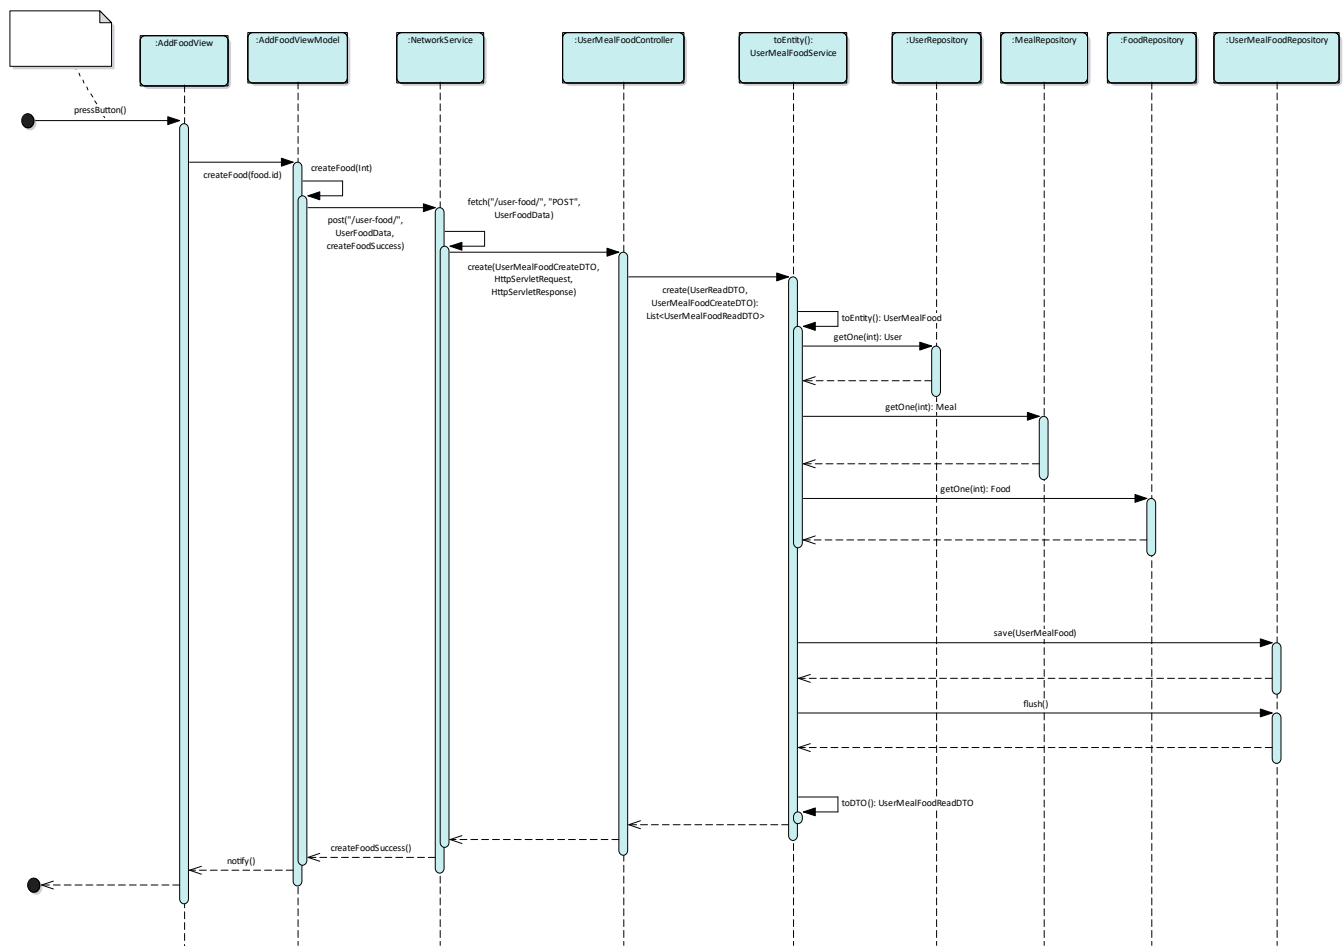 :AddFoodView
:AddFoodViewModel
:NetworkService
:UserMealFoodController
toEntity():
UserMealFoodService
:UserRepository
:MealRepository
:FoodRepository
:UserMealFoodRepository
pressButton()
createFood(food.id)
createFood(Int)
post("/user-food/",
UserFoodData,
createFoodSuccess)
fetch("/user-food/", "POST",
UserFoodData)
create(UserMealFoodCreateDTO,
HttpServletRequest,
HttpServletResponse)
create(UserReadDTO,
UserMealFoodCreateDTO):
List<UserMealFoodReadDTO>
toEntity(): UserMealFood
getOne(int): User
getOne(int): Meal
getOne(int): Food
save(UserMealFood)
flush()
toDTO(): UserMealFoodReadDTO
createFoodSuccess()
notify()